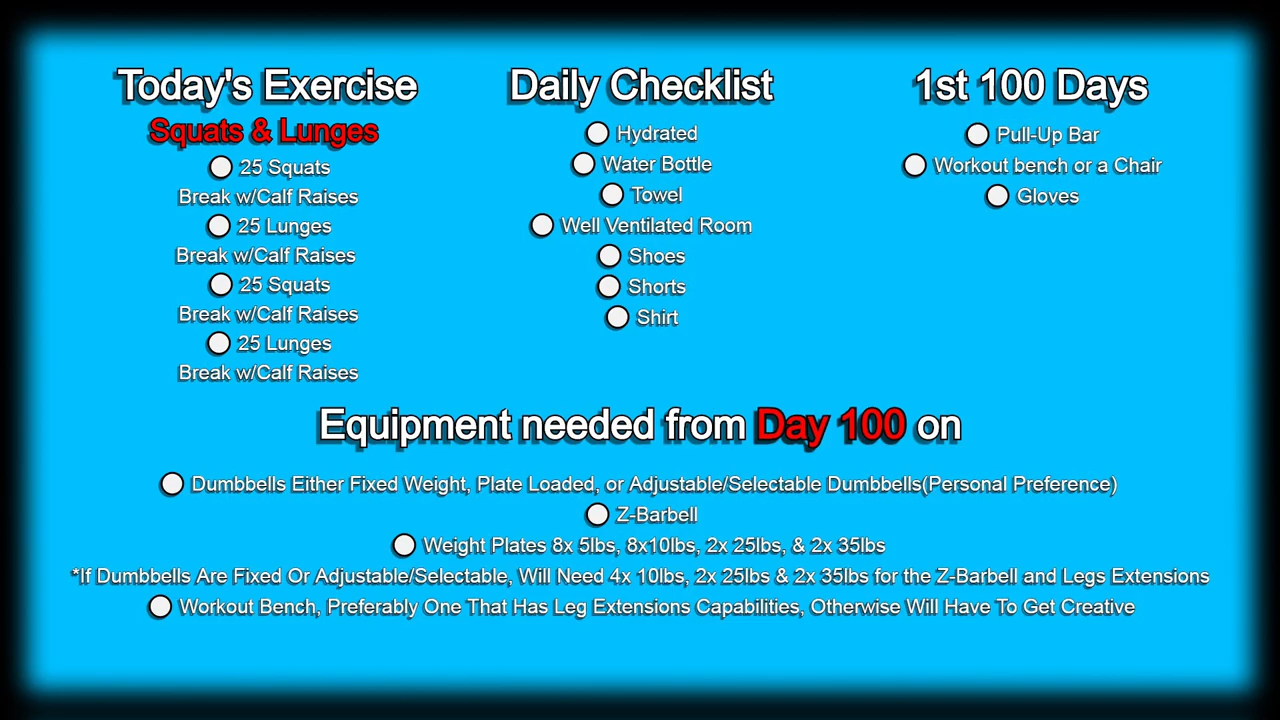 Today's Exercise
Squats & Lunges
25 Squats
Break w/Calf Raises
25 Lunges
Break w/Calf Raises
25 Squats
Break w/Calf Raises
25 Lunges
Break w/Calf Raises
Daily Checklist
Hydrated
Water Bottle
Towel
Well Ventilated Room
Shoes
Shorts
Shirt
1st 100 Days
Pull-Up Bar
Workout bench or a Chair
Gloves
Equipment needed from Day 100 on
Dumbbells Either Fixed Weight, Plate Loaded, or Adjustable/Selectable Dumbbells(Personal Preference)
Z-Barbell
Weight Plates 8x 5lbs, 8x10lbs, 2x 25lbs, & 2x 35lbs
*If Dumbbells Are Fixed Or Adjustable/Selectable, Will Need 4x 10lbs, 2x 25lbs & 2x 35lbs for the Z-Barbell and Legs Extensions
Workout Bench, Preferably One That Has Leg Extensions Capabilities, Otherwise Will Have To Get Creative